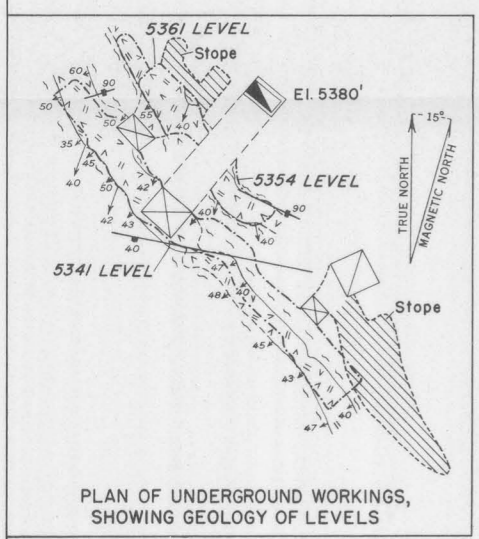 5361 LEVEL
Stope
60
90
El. 5380'
50
50
55
40
15°
TRUE NORTH
MAGNETIC NORTH
35
45
40
50
42
42
43
40
5354 LEVEL
40
90
40
5341 LEVEL
47
48
40
Stope
45
43
47
40
PLAN OF UNDERGROUND WORKINGS,
SHOWING GEOLOGY OF LEVELS